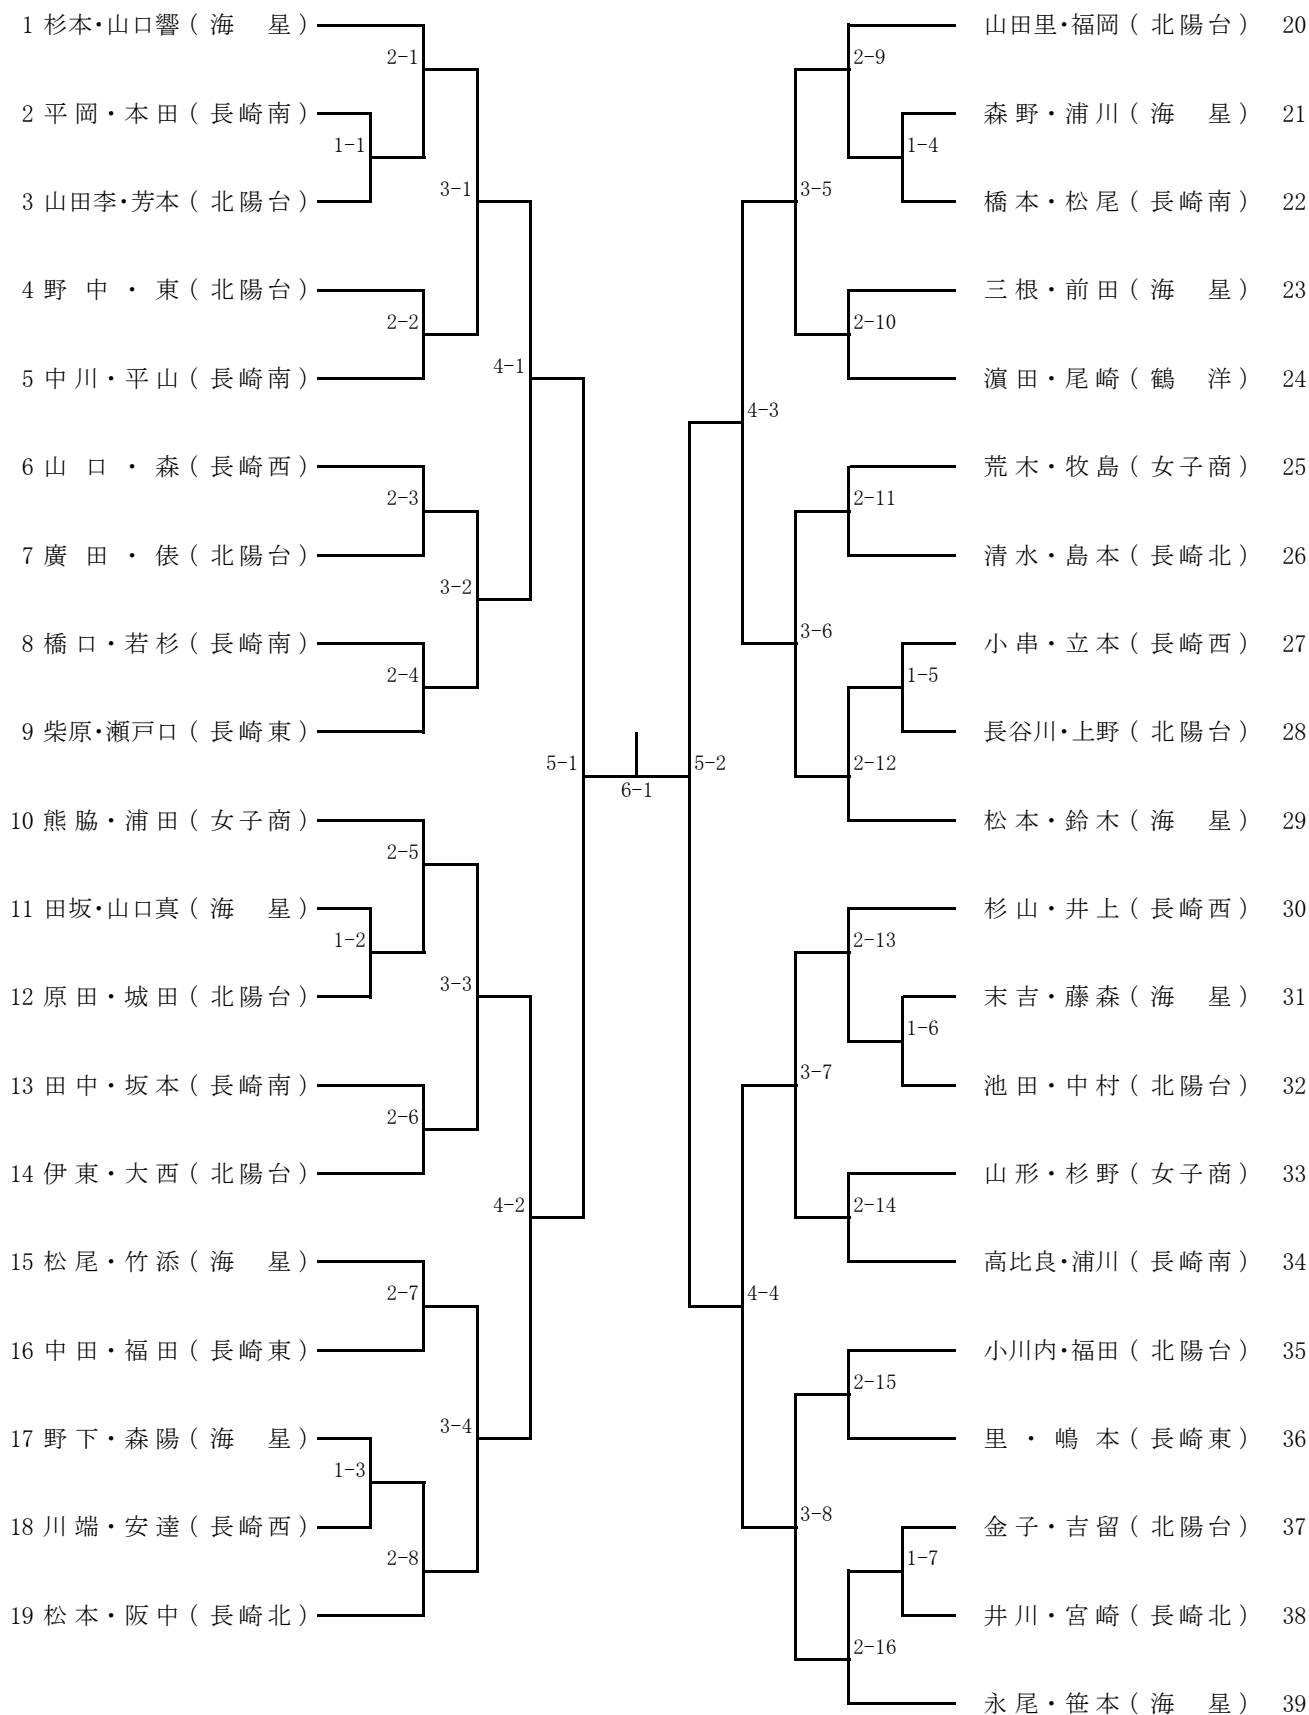 1 杉本・山口響 ( 海 星 )
2-1
2 平岡・本田 ( 長崎南 )
1-1
3 山田李・芳本 ( 北陽台 )
3-1
4 野中・東 ( 北陽台 )
2-2
5 中川・平山 ( 長崎南 )
4-1
6 山口・森 ( 長崎西 )
2-3
7 廣田・俵 ( 北陽台 )
3-2
8 橋口・若杉 ( 長崎南 )
2-4
9 柴原・瀬戸口 ( 長崎東 )
5-1
10 熊脇・浦田 ( 女子商 )
2-5
11 田坂・山口真 ( 海 星 )
1-2
12 原田・城田 ( 北陽台 )
3-3
13 田中・坂本 ( 長崎南 )
2-6
14 伊東・大西 ( 北陽台 )
4-2
15 松尾・竹添 ( 海 星 )
2-7
16 中田・福田 ( 長崎東 )
3-4
17 野下・森陽 ( 海 星 )
1-3
18 川端・安達 ( 長崎西 )
2-8
19 松本・阪中 ( 長崎北 )
6-1
山田里・福岡 ( 北陽台 ) 20
2-9
森野・浦川 ( 海 星 ) 21
1-4
橋本・松尾 ( 長崎南 ) 22
3-5
三根・前田 ( 海 星 ) 23
2-10
濵田・尾崎 ( 鶴 洋 ) 24
4-3
荒木・牧島 ( 女子商 ) 25
2-11
清水・島本 ( 長崎北 ) 26
3-6
小串・立本 ( 長崎西 ) 27
1-5
長谷川・上野 ( 北陽台 ) 28
2-12
松本・鈴木 ( 海 星 ) 29
5-2
杉山・井上 ( 長崎西 ) 30
2-13
末吉・藤森 ( 海 星 ) 31
1-6
池田・中村 ( 北陽台 ) 32
3-7
山形・杉野 ( 女子商 ) 33
2-14
高比良・浦川 ( 長崎南 ) 34
4-4
小川内・福田 ( 北陽台 ) 35
2-15
里・嶋本 ( 長崎東 ) 36
3-8
金子・吉留 ( 北陽台 ) 37
1-7
井川・宮崎 ( 長崎北 ) 38
2-16
永尾・笹本 ( 海 星 ) 39